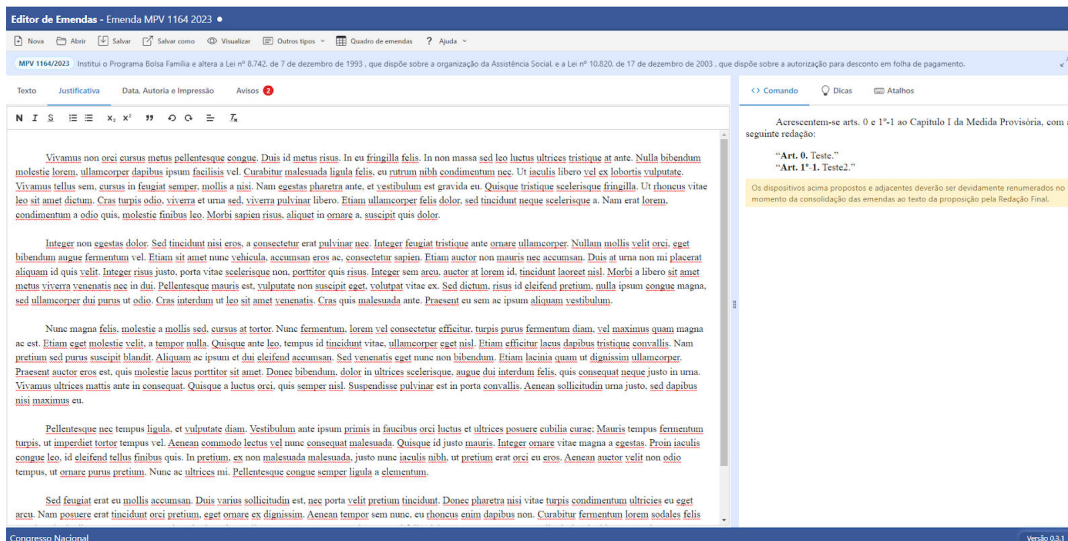 Editor de Emendas - Emenda MPV 1164 2023 ●
Nova Abrir Salvar Salvar como Visualizar Outros tipos Quadro de emendas ? Ajuda
MPV 1164/2023 Institui o Programa Bolsa Família e altera a Lei nº 8.742, de 7 de dezembro de 1993 , que dispõe sobre a organização da Assistência Social, e a Lei nº 10.820, de 17 de dezembro de 2003 , que dispõe sobre a autorização para desconto em folha de pagamento.
Texto Justificativa Data, Autoria e Impressão Avisos 2
N I S
Vivamus non orci cursus metus pellentesque congue. Duis id metus risus. In eu fringilla felis. In non massa sed leo luctus ultrices tristique at ante. Nulla bibendum
molestie lorem, ullamcorper dapibus ipsum facilisis vel. Curabitur malesuada ligula felis, eu rutrum nibh condimentum nec. Ut iaculis libero vel ex lobortis vulputate.
Vivamus tellus sem, cursus in feugiat semper, mollis a nisi. Nam egestas pharetra ante, et vestibulum est gravida eu. Quisque tristique scelerisque fringilla. Ut rhoncus vitae
leo sit amet dictum. Cras turpis odio, viverra et urna sed, viverra pulvinar libero. Etiam ullamcorper felis dolor, sed tincidunt neque scelerisque a. Nam erat lorem,
condimentum a odio quis, molestie finibus leo. Morbi sapien risus, aliquet in ornare a, suscipit quis dolor.
Integer non egestas dolor. Sed tincidunt nisi eros, a consectetur erat pulvinar nec. Integer feugiat tristique ante ornare ullamcorper. Nullam mollis velit orci, eget
bibendum augue fermentum vel. Etiam sit amet nunc vehicula, accumsan eros ac, consectetur sapien. Etiam auctor non mauris nec accumsan. Duis at urna non mi placerat
aliquam id quis velit. Integer risus justo, porta vitae scelerisque non, porttitor quis risus. Integer sem arcu, auctor at lorem id, tincidunt laoreet nisl. Morbi a libero sit amet
metus viverra venenatis nec in dui. Pellentesque mauris est, vulputate non suscipit eget, volutpat vitae ex. Sed dictum, risus id eleifend pretium, nulla ipsum congue magna,
sed ullamcorper dui purus ut odio. Cras interdum ut leo sit amet venenatis. Cras quis malesuada ante. Praesent eu sem ac ipsum aliquam vestibulum.
Nunc magna felis, molestie a mollis sed, cursus at tortor. Nunc fermentum, lorem vel consectetur efficitur, turpis purus fermentum diam, vel maximus quam magna
ac est. Etiam eget molestie velit, a tempor nulla. Quisque ante leo, tempus id tincidunt vitae, ullamcorper eget nisl. Etiam efficitur lacus dapibus tristique convallis. Nam
pretium sed purus suscipit blandit. Aliquam ac ipsum et dui eleifend accumsan. Sed venenatis eget nunc non bibendum. Etiam lacinia quam ut dignissim ullamcorper.
Praesent auctor eros est, quis molestie lacus porttitor sit amet. Donec bibendum, dolor in ultrices scelerisque, augue dui interdum felis, quis consequat neque justo in urna.
Vivamus ultrices mattis ante in consequat. Quisque a luctus orci, quis semper nisl. Suspendisse pulvinar est in porta convallis. Aenean sollicitudin urna justo, sed dapibus
nisi maximus eu.
Pellentesque nec tempus ligula, et vulputate diam. Vestibulum ante ipsum primis in faucibus orci luctus et ultrices posuere cubilia curae; Mauris tempus fermentum
turpis, ut imperdiet tortor tempus vel. Aenean commodo lectus vel nunc consequat malesuada. Quisque id justo mauris. Integer ornare vitae magna a egestas. Proin iaculis
congue leo, id eleifend tellus finibus quis. In pretium, ex non malesuada malesuada, justo nunc iaculis nibh, ut pretium erat orci eu eros. Aenean auctor velit non odio
tempus, ut ornare purus pretium. Nunc ac ultrices mi. Pellentesque congue semper ligula a elementum.
Sed feugiat erat eu mollis accumsan. Duis varius sollicitudin est, nec porta velit pretium tincidunt. Donec pharetra nisi vitae turpis condimentum ultricies eu eget
arcu. Nam posuere erat tincidunt orci pretium, eget ornare ex dignissim. Aenean tempor sem nunc, eu rhoncus enim dapibus non. Curabitur fermentum lorem sodales felis
<> Comando Dicas Atalhos
Acrescentem-se arts. 0 e 1º-1 ao Capítulo I da Medida Provisória, com a
seguinte redação:
“Art. 0. Teste.”
“Art. 1º-1. Teste2.”
Os dispositivos acima propostos e adjacentes deverão ser devidamente renumerados no
momento da consolidação das emendas ao texto da proposição pela Redação Final.
Congresso Nacional Versão 0.3.1